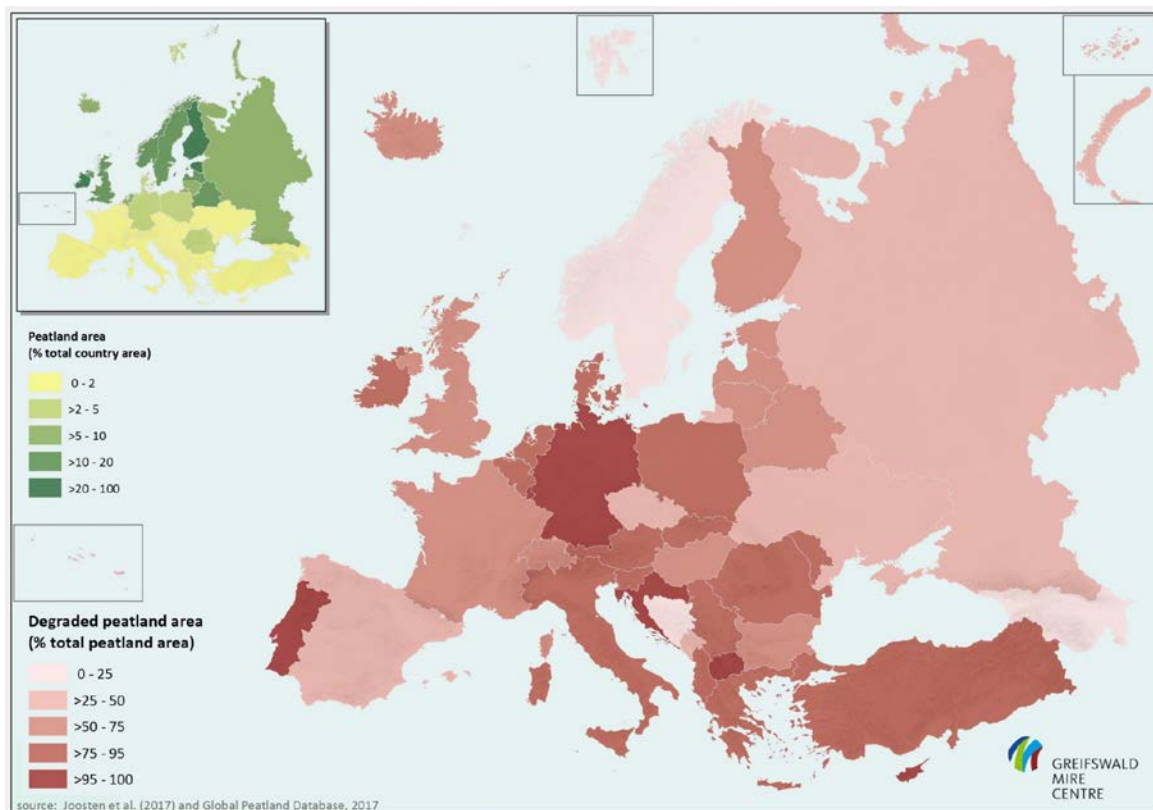 Peatland area
(% total country area)
0 - 2
>2 - 5
>5 - 10
>10 - 20
>20 - 100
Degraded peatland area
(% total peatland area)
0 - 25
>25 - 50
>50 - 75
>75 - 95
>95 - 100
GREIFSWALD
MIRE
CENTRE
source: Joosten et al. (2017) and Global Peatland Database, 2017